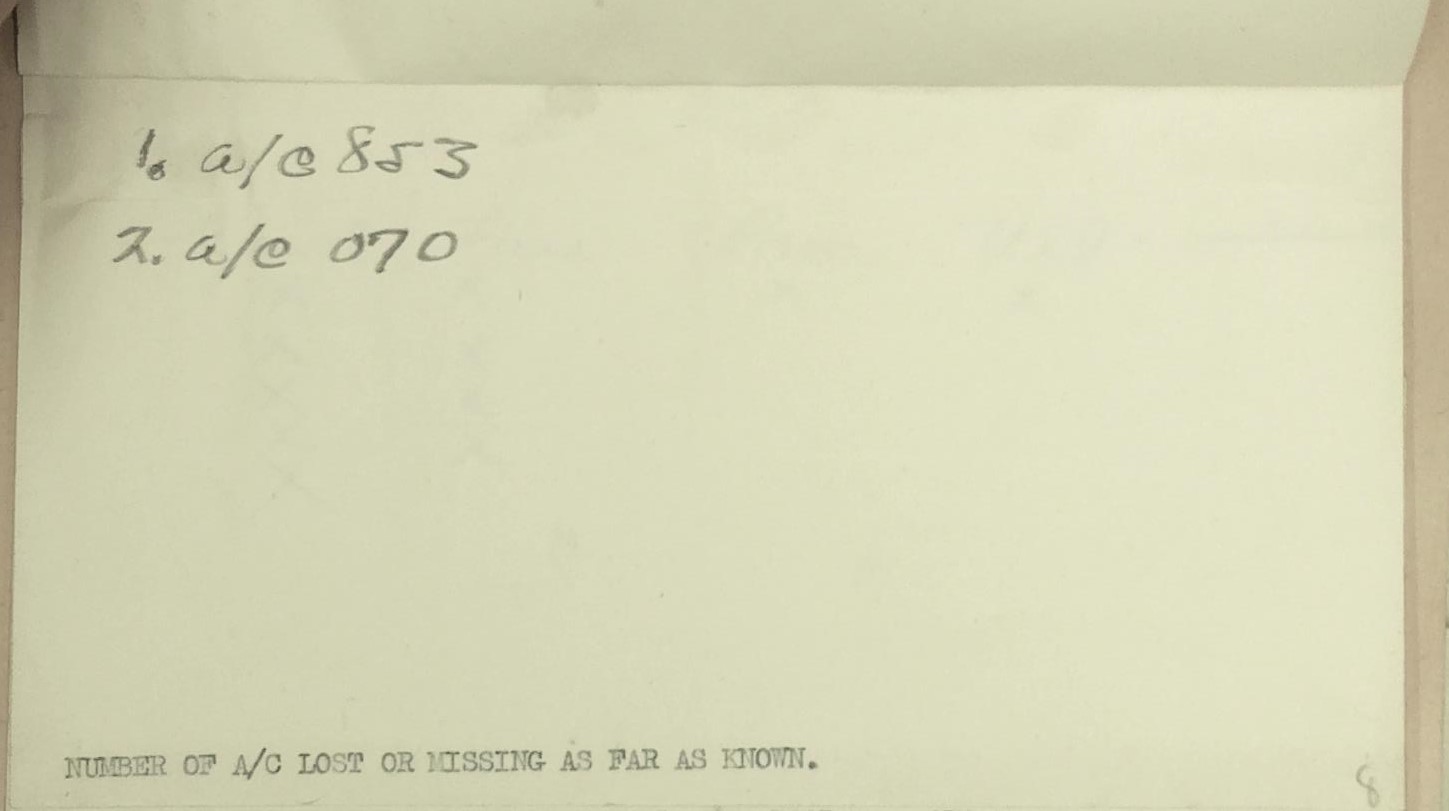 1. a/c 853
2. a/c 070
NUMBER OF A/C LOST OR MISSING AS FAR AS KNOWN.
8